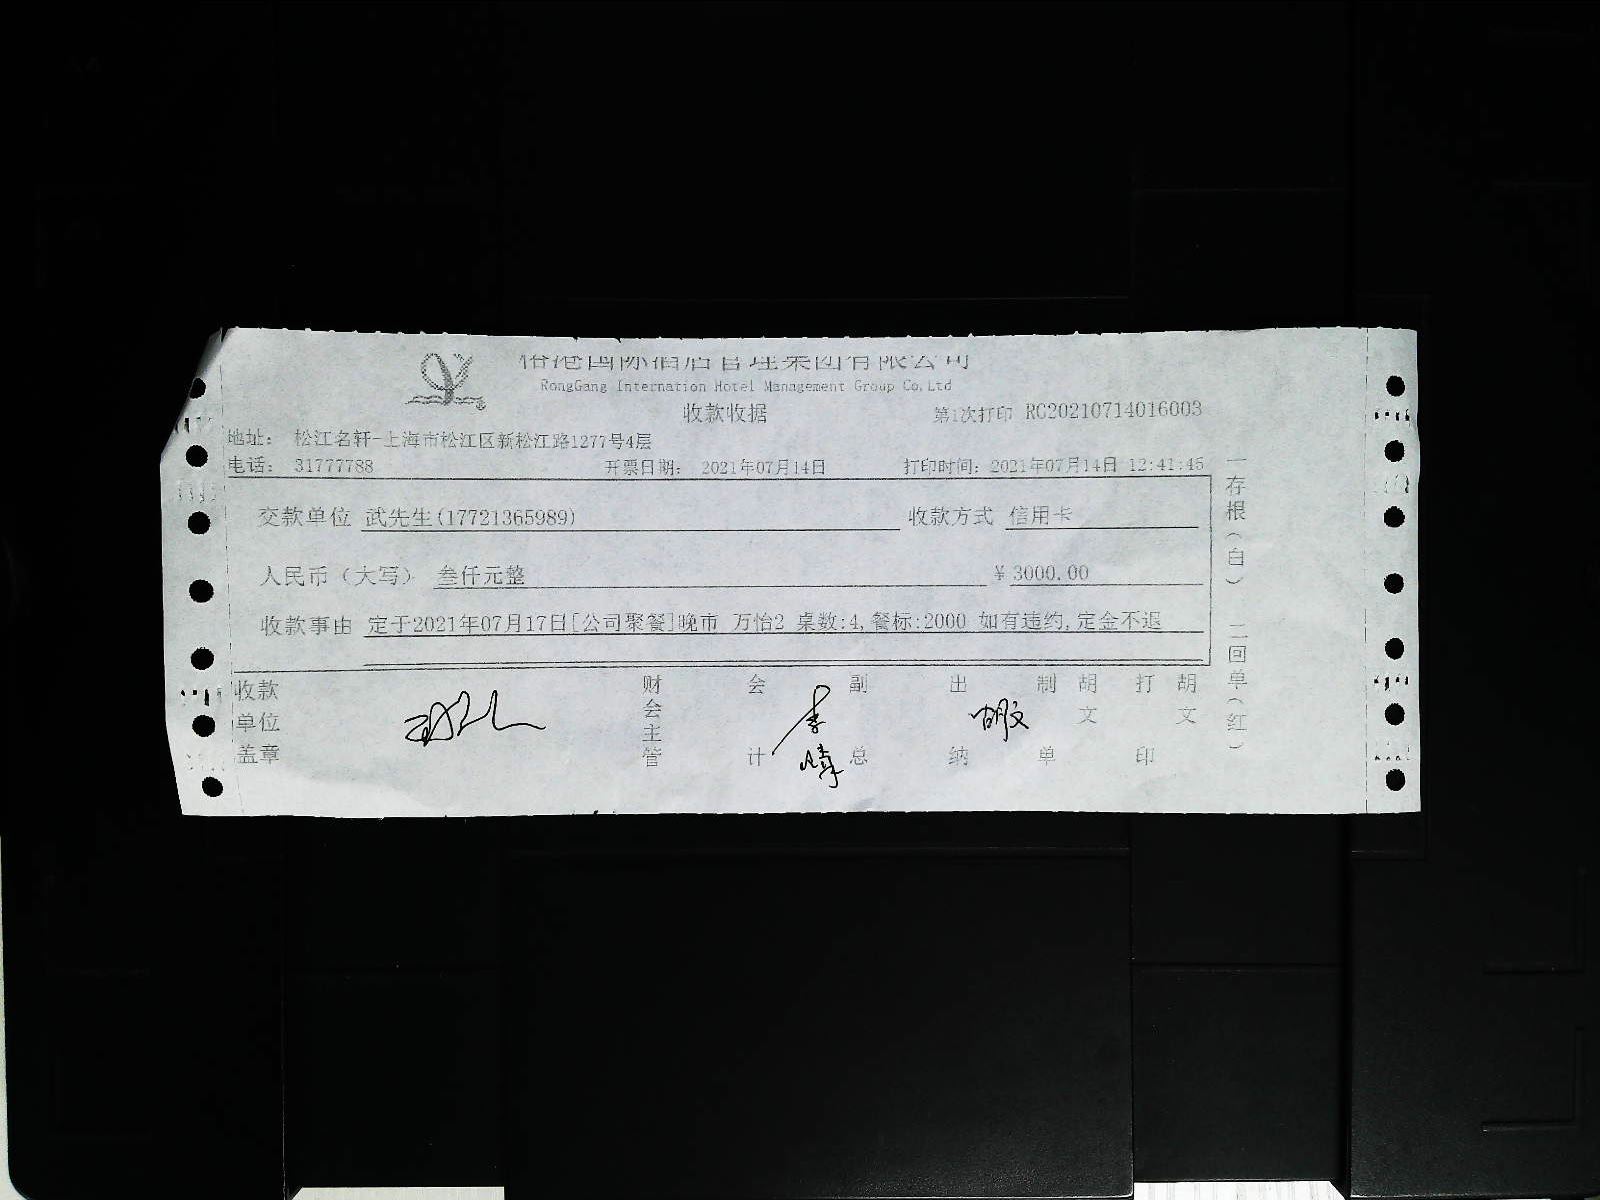 国际酒店管理集团有限公司
RongGang Internation Hotel Management Group Co,Ltd
收款收据
第1次打印 RC20210714016003
地址： 松江名轩-上海市松江区新松江路1277号4层
电话： 31777788 开票日期： 2021年07月14日 打印时间：2021年07月14日 12:41:45
交款单位 武先生(17721365989) 收款方式 信用卡
人民币（大写） 叁仟元整 ￥3000.00
收款事由 定于2021年07月17日[公司聚餐]晚市 万怡2 桌数:4,餐标:2000 如有违约,定金不退
收款单位盖章 财会主管 会计 副总 出纳 胡文 制单 胡文 打印 胡文
一存根（白） 二回单（红）